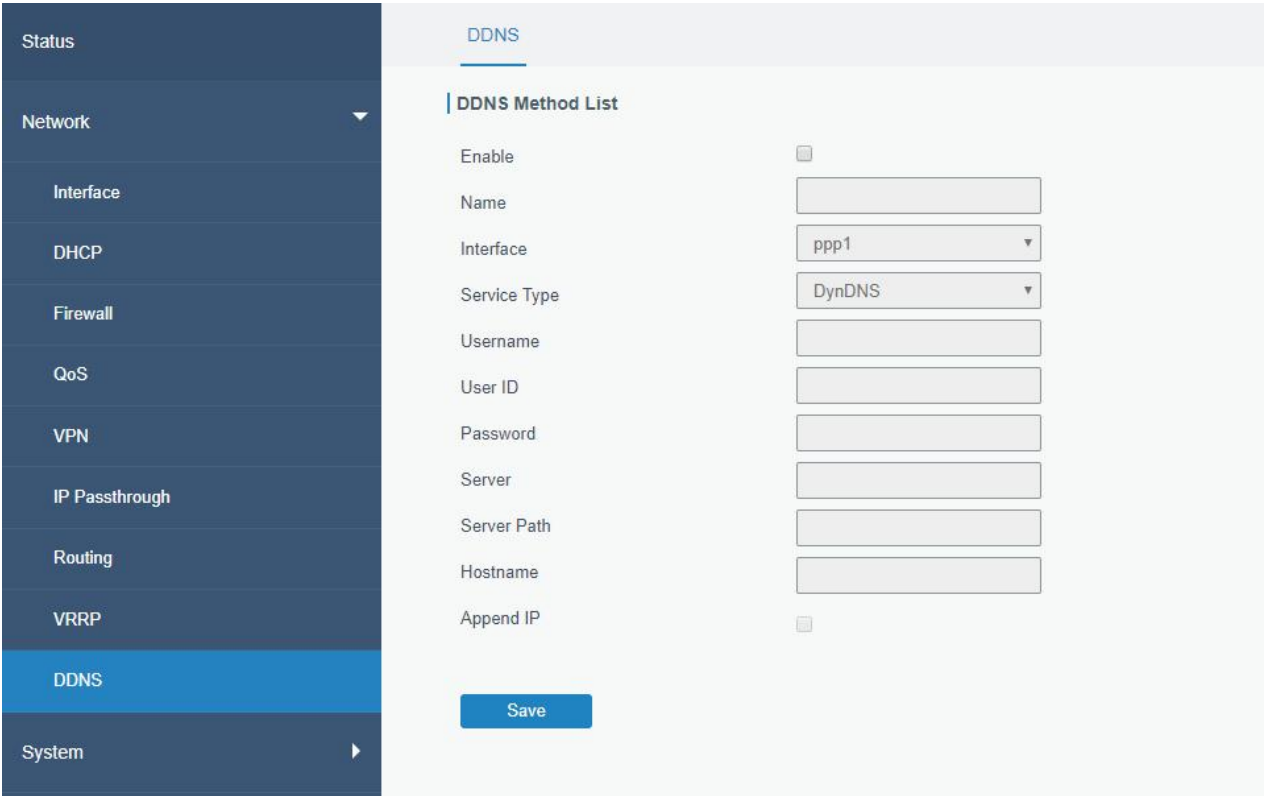 Status
Network
Interface
DHCP
Firewall
QoS
VPN
IP Passthrough
Routing
VRRP
DDNS
System
DDNS
DDNS Method List
Enable
Name
Interface
ppp1
Service Type
DynDNS
Username
User ID
Password
Server
Server Path
Hostname
Append IP
Save